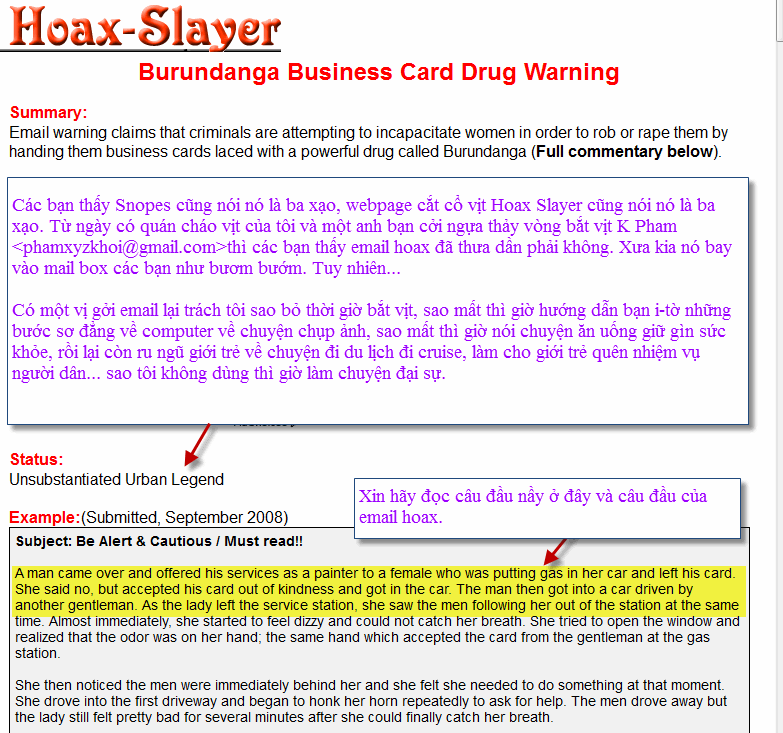 Hoax-Slayer
Burundanga Business Card Drug Warning
Summary:
Email warning claims that criminals are attempting to incapacitate women in order to rob or rape them by
handing them business cards laced with a powerful drug called Burundanga (Full commentary below).
Các bạn thấy Snopes cũng nói nó là ba xạo, webpage cắt cổ vịt Hoax Slayer cũng nói nó là ba
xạo. Từ ngày có quán cháo vịt của tôi và một anh bạn cởi ngựa thảy vòng bắt vịt K Pham
<phamxyzkhoi@gmail.com>thì các bạn thấy email hoax đã thưa dần phải không. Xưa kia nó bay
vào mail box các bạn như bươm bướm. Tuy nhiên...
Có một vị gởi email lại trách tôi sao bỏ thời giờ bắt vịt, sao mất thì giờ hướng dẫn bạn i-tờ những
bước sơ đẳng về computer về chuyện chụp ảnh, sao mất thì giờ nói chuyện ăn uống giữ gìn sức
khỏe, rồi lại còn ru ngũ giới trẻ về chuyện đi du lịch đi cruise, làm cho giới trẻ quên nhiệm vụ
người dân... sao tôi không dùng thì giờ làm chuyện đại sự.
Status:
Unsubstantiated Urban Legend
Xin hãy đọc câu đầu nầy ở đây và câu đầu của
email hoax.
Example:(Submitted, September 2008)
Subject: Be Alert & Cautious / Must read!!
A man came over and offered his services as a painter to a female who was putting gas in her car and left his card.
She said no, but accepted his card out of kindness and got in the car. The man then got into a car driven by
another gentleman. As the lady left the service station, she saw the men following her out of the station at the same
time. Almost immediately, she started to feel dizzy and could not catch her breath. She tried to open the window and
realized that the odor was on her hand; the same hand which accepted the card from the gentleman at the gas
station.
She then noticed the men were immediately behind her and she felt she needed to do something at that moment.
She drove into the first driveway and began to honk her horn repeatedly to ask for help. The men drove away but
the lady still felt pretty bad for several minutes after she could finally catch her breath.